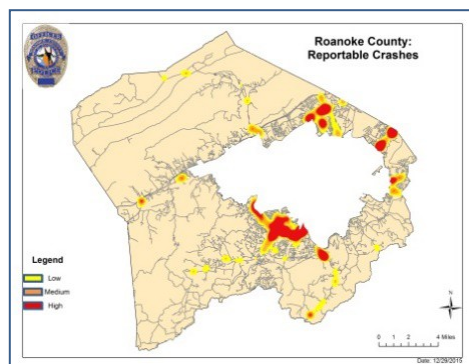 Roanoke County:
Reportable Crashes
Legend
Low
Medium
High
N
0 1 2 4 Miles
Date: 12/29/2015